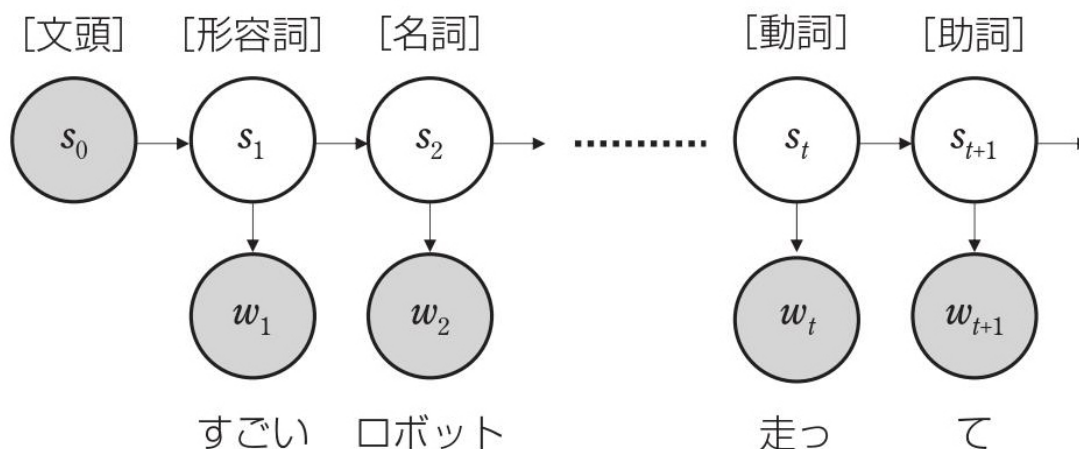 [文頭] [形容詞] [名詞] [動詞] [助詞]
s0 s1 s2 st st+1
w1 w2 wt wt+1
すごい ロボット 走っ て